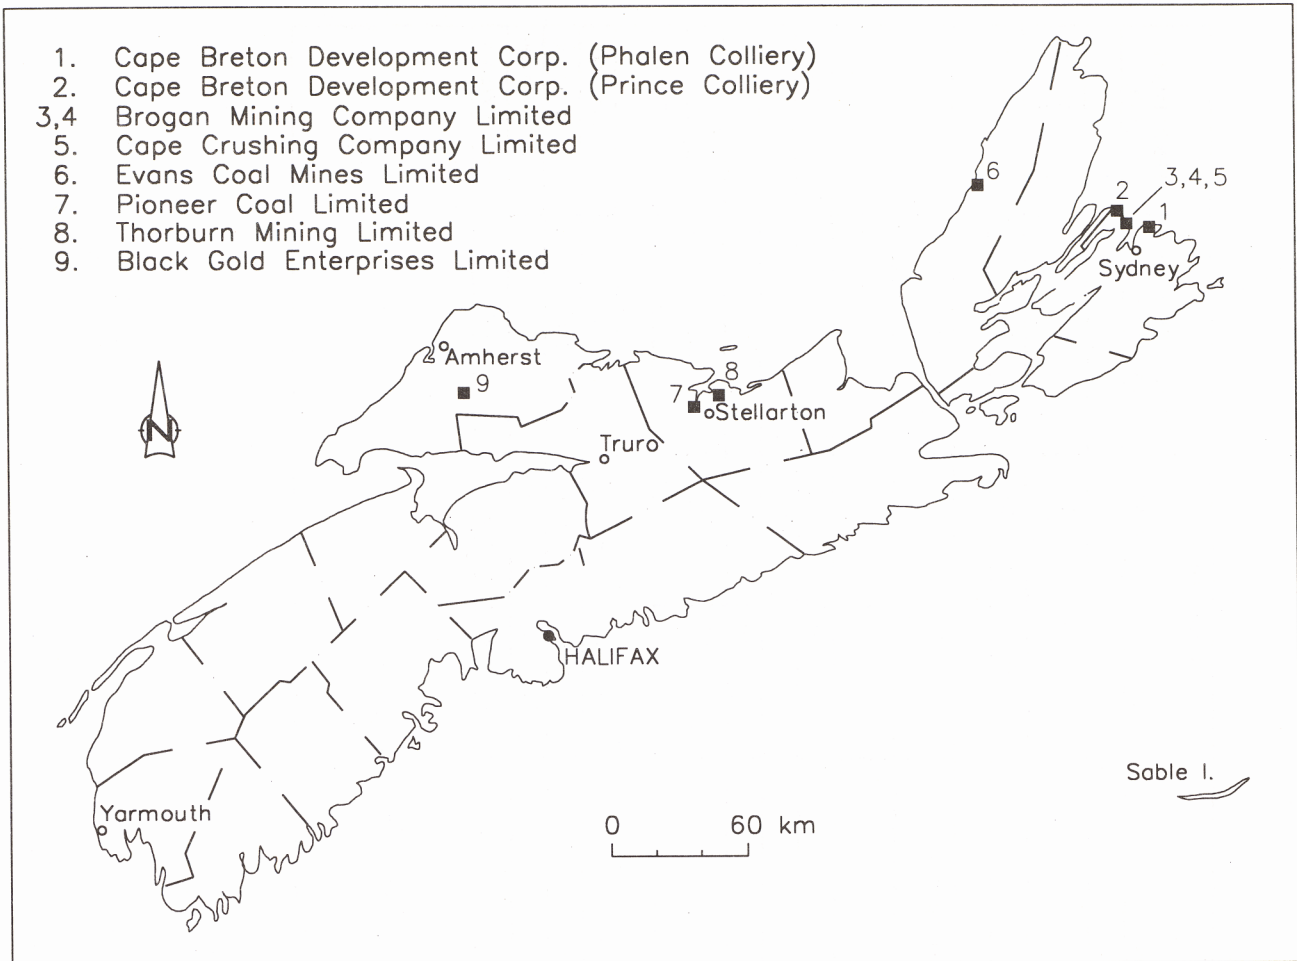 1. Cape Breton Development Corp. (Phalen Colliery)
2. Cape Breton Development Corp. (Prince Colliery)
3,4 Brogan Mining Company Limited
5. Cape Crushing Company Limited
6. Evans Coal Mines Limited
7. Pioneer Coal Limited
8. Thorburn Mining Limited
9. Black Gold Enterprises Limited
6
2
3,4,5
1
Sydney
Amherst
9
8
7
Stellarton
N
Truro
HALIFAX
Sable I.
Yarmouth
0 60 km